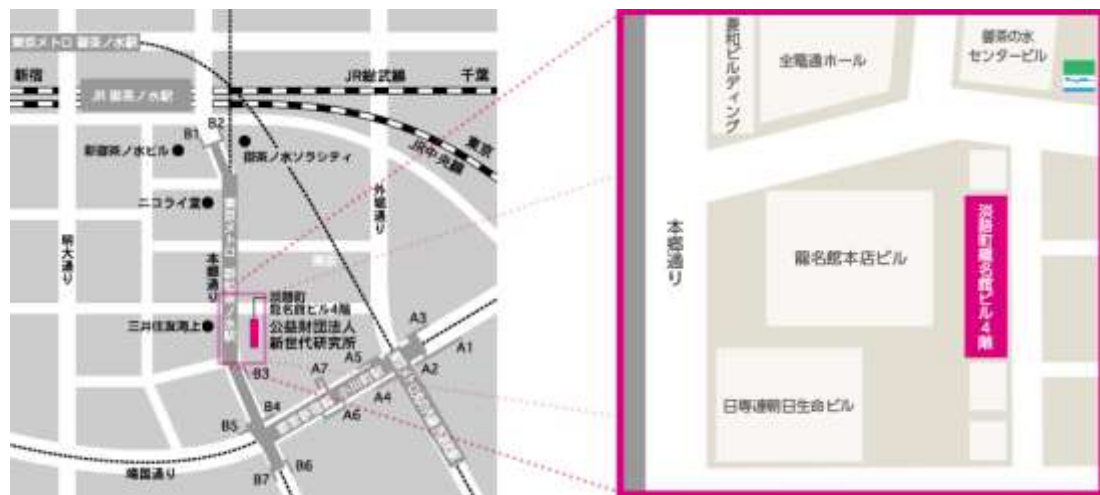 東京メトロ 御茶ノ水駅
新宿
JR 御茶ノ水駅
JR総武線
千葉
東京
JR中央線
B1
B2
新御茶ノ水ビル
御茶ノ水ソラシティ
ニコライ堂
外堀通り
明大通り
本郷通り
淡路町
龍名館ビル4階
公益財団法人
新世代研究所
三井住友海上
A3
A1
A2
A5
A7
A4
A6
B3
B4
B5
B6
B7
靖国通り
全電通ホール
御茶の水
センタービル
本郷通り
龍名館本店ビル
淡路町龍名館ビル4階
日専連朝日生命ビル